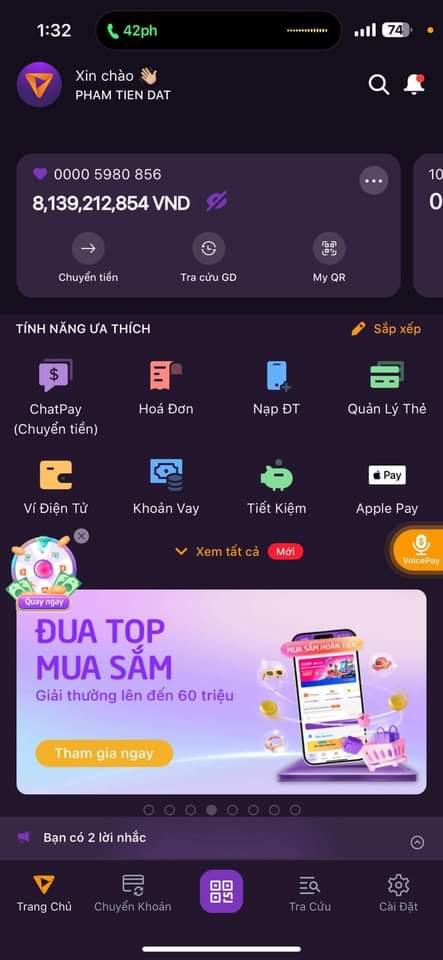 1:32
42ph
74
Xin chào 👋🏼
PHAM TIEN DAT
0000 5980 856
8,139,212,854 VND
Chuyển tiền
Tra cứu GD
My QR
10
0
TÍNH NĂNG ƯA THÍCH
Sắp xếp
ChatPay
(Chuyển tiền)
Hoá Đơn
Nạp ĐT
Quản Lý Thẻ
Ví Điện Tử
Khoản Vay
Tiết Kiệm
Pay
Apple Pay
Xem tất cả
Mới
VoicePay
Quay ngay
ĐUA TOP
MUA SẮM
Giải thưởng lên đến 60 triệu
Tham gia ngay
MUA SẮM HOÀN TIỀN
Bạn có 2 lời nhắc
Trang Chủ
Chuyển Khoản
Tra Cứu
Cài Đặt